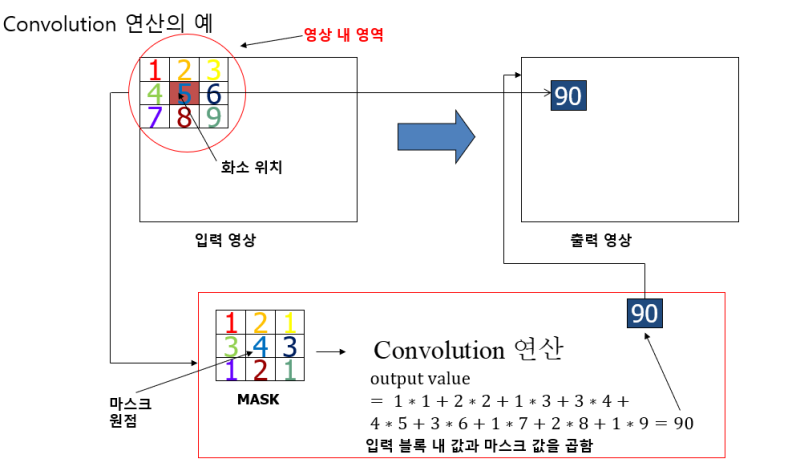 Convolution 연산의 예
영상 내 영역
1 2 3
4 5 6
7 8 9
90
화소 위치
입력 영상
출력 영상
90
1 2 1
3 4 3
1 2 1
Convolution 연산
output value
= 1 * 1 + 2 * 2 + 1 * 3 + 3 * 4 +
4 * 5 + 3 * 6 + 1 * 7 + 2 * 8 + 1 * 9 = 90
입력 블록 내 값과 마스크 값을 곱함
MASK
마스크
원점